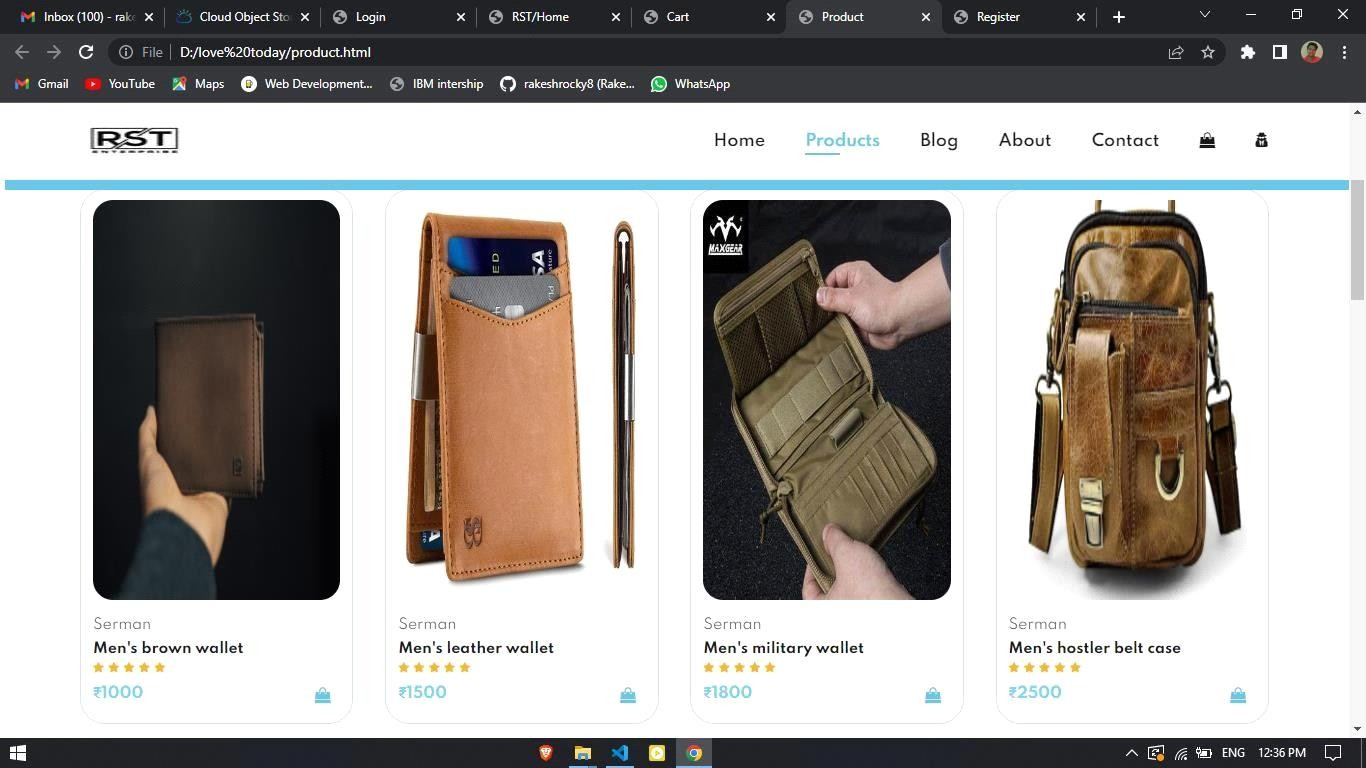 Inbox (100) - rake
Cloud Object Sto
Login
RST/Home
Cart
Product
Register
File
D:/love%20today/product.html
Gmail
YouTube
Maps
Web Development...
IBM intership
rakeshrocky8 (Rake...
WhatsApp
RST
ENTERPRISE
Home
Products
Blog
About
Contact
MAXGEAR
VISA
Serman
Men's brown wallet
₹1000
Serman
Men's leather wallet
₹1500
Serman
Men's military wallet
₹1800
Serman
Men's hostler belt case
₹2500
ENG
12:36 PM